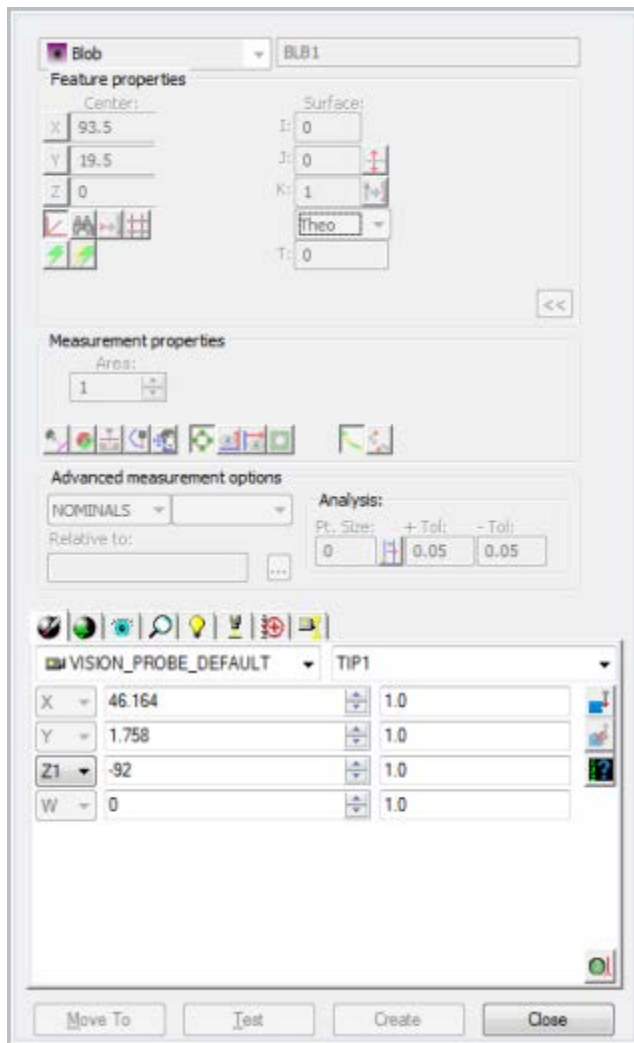 Blob BLB1
Feature properties
Center: Surface:
X 93.5 I: 0
Y 19.5 J: 0
Z 0 K: 1
Theo
T: 0
<<
Measurement properties
Area:
1
Advanced measurement options
NOMINALS
Analysis:
Pt. Size: + Tol: - Tol:
Relative to:
0 0.05 0.05
...
VISION_PROBE_DEFAULT TIP1
X 46.164 1.0
Y 1.758 1.0
Z1 -92 1.0
W 0 1.0
Move To Test Create Close